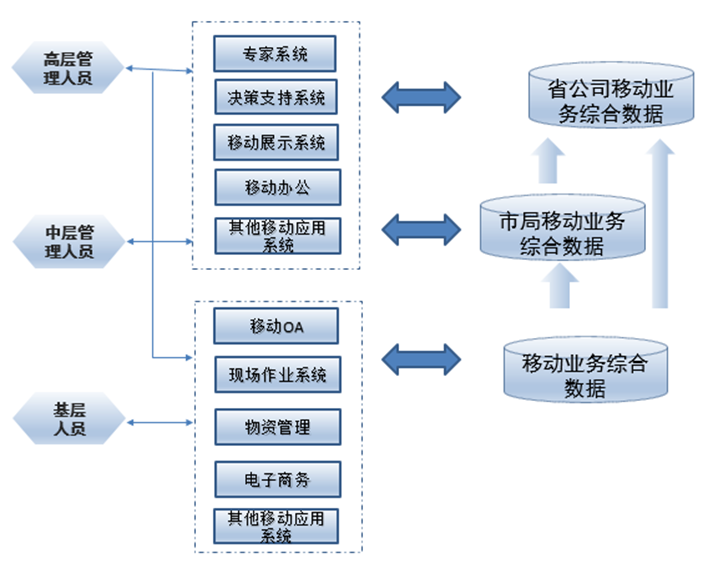 高层管
理人员
中层管
理人员
基层
人员
专家系统
决策支持系统
移动展示系统
移动办公
其他移动应用
系统
移动OA
现场作业系统
物资管理
电子商务
其他移动应用
系统
省公司移动业
务综合数据
市局移动业务
综合数据
移动业务综合
数据